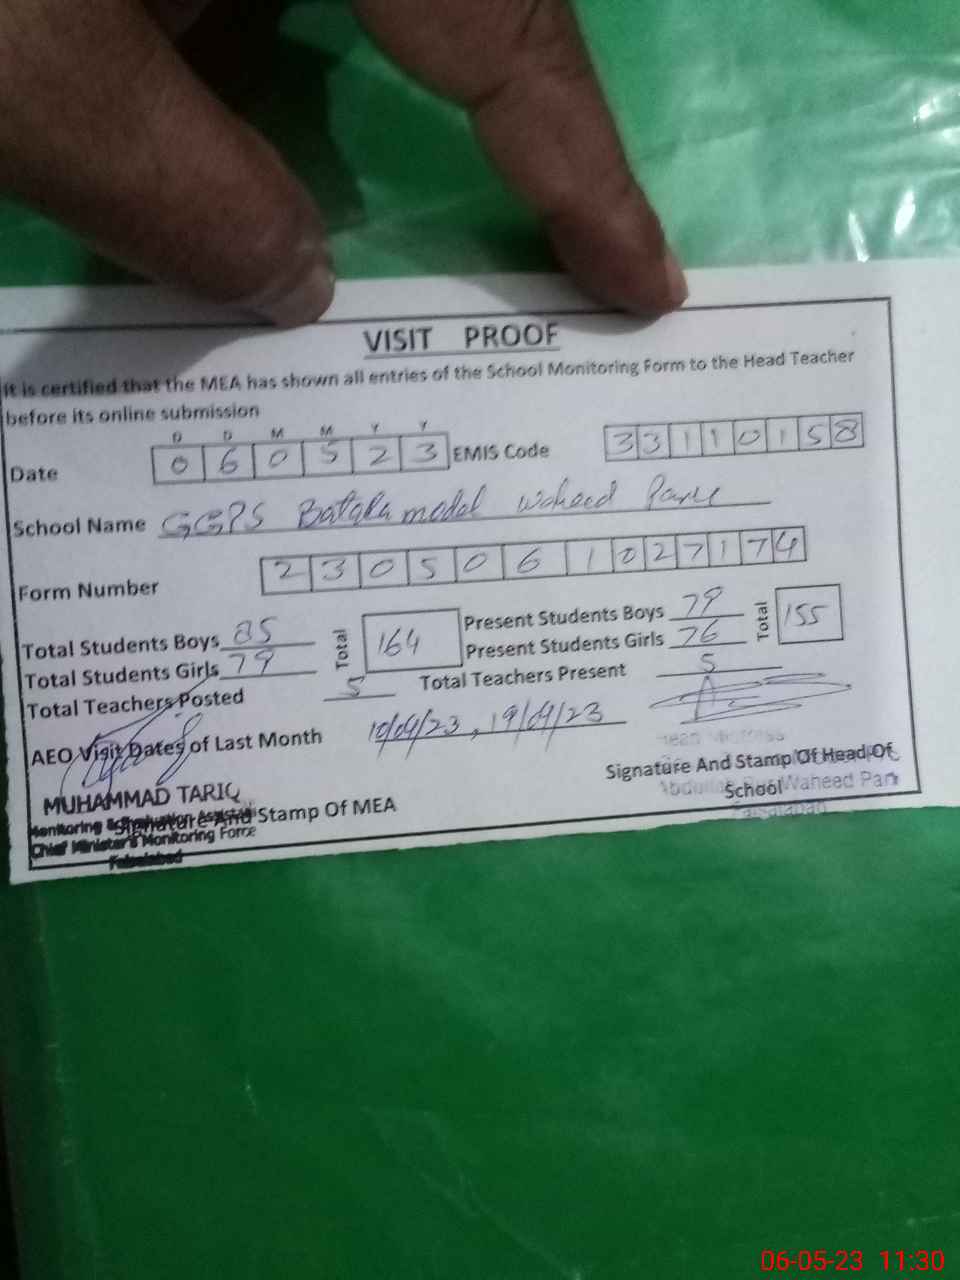 VISIT PROOF
It is certified that the MEA has shown all entries of the School Monitoring Form to the Head Teacher
before its online submission
D D M M Y Y
Date 0 6 0 5 2 3 EMIS Code 3 3 1 1 0 1 5 8
School Name GGPS model Waheed
Form Number 2 3 0 5 0 6 1 0 2 7 1 7 4
Total Students Boys 85 Total 164 Present Students Boys 79 Total 155
Total Students Girls 79 Present Students Girls 76
Total Teachers Posted 5 Total Teachers Present 5
AEO Visit Dates of Last Month 10/04/23, 19/04/23
Signature And Stamp Of Head Of
School
Waheed Park
Faisalabad
MUHAMMAD TARIQ
Signature And Stamp Of MEA
Monitoring & Evaluation Assistant
Chief Minister's Monitoring Force
Faisalabad
06-05-23 11:30